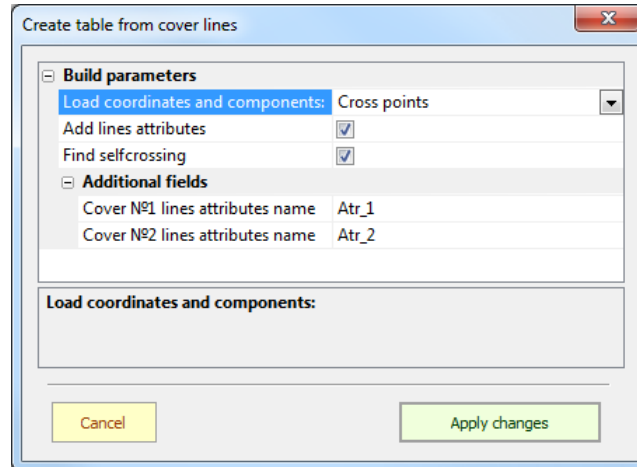 Create table from cover lines
Build parameters
Load coordinates and components: Cross points
Add lines attributes
Find selfcrossing
Additional fields
Cover №1 lines attributes name Atr_1
Cover №2 lines attributes name Atr_2
Load coordinates and components:
Cancel Apply changes